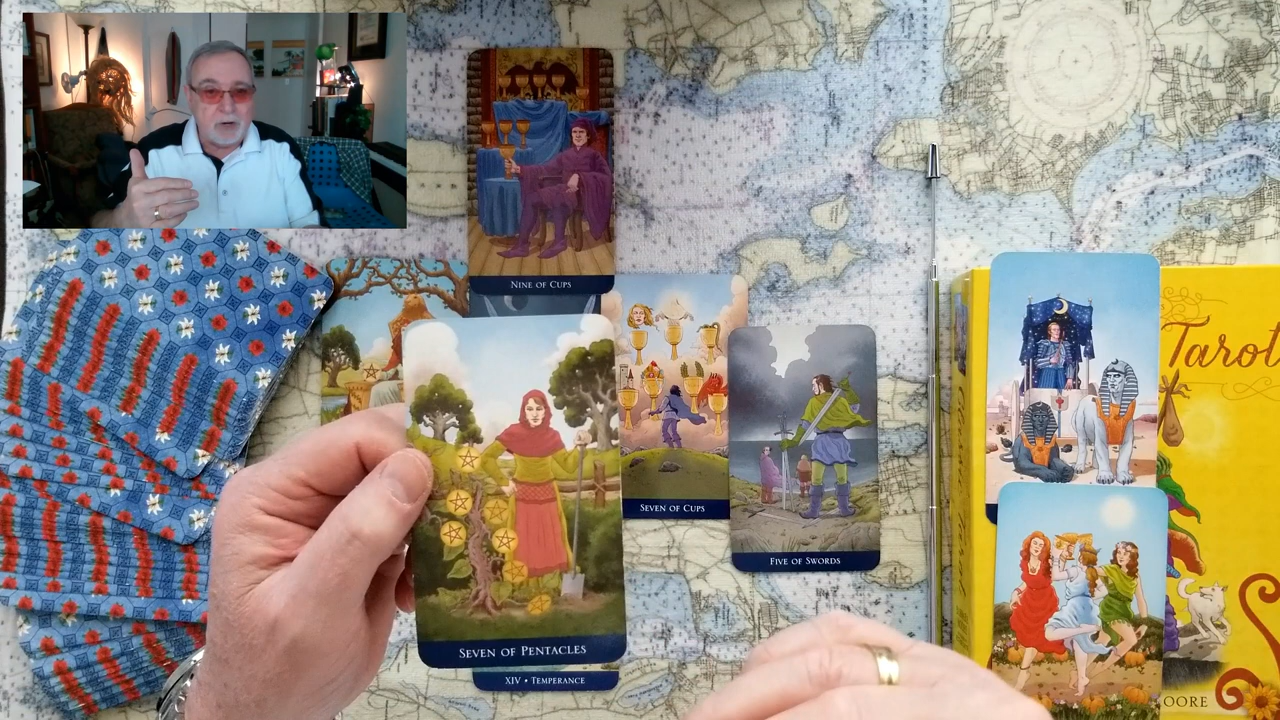 NINE OF CUPS
SEVEN OF CUPS
FIVE OF SWORDS
SEVEN OF PENTACLES
XIV • TEMPERANCE
Tarot
OORE